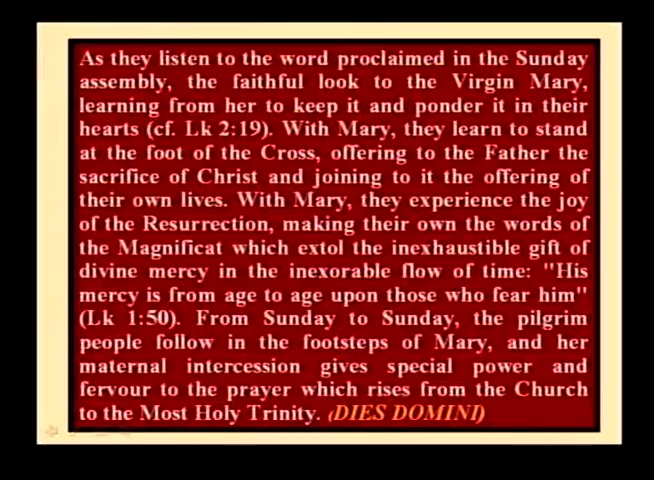 As they listen to the word proclaimed in the Sunday
assembly, the faithful look to the Virgin Mary,
learning from her to keep it and ponder it in their
hearts (cf. Lk 2:19). With Mary, they learn to stand
at the foot of the Cross, offering to the Father the
sacrifice of Christ and joining to it the offering of
their own lives. With Mary, they experience the joy
of the Resurrection, making their own the words of
the Magnificat which extol the inexhaustible gift of
divine mercy in the inexorable flow of time: "His
mercy is from age to age upon those who fear him"
(Lk 1:50). From Sunday to Sunday, the pilgrim
people follow in the footsteps of Mary, and her
maternal intercession gives special power and
fervour to the prayer which rises from the Church
to the Most Holy Trinity. (DIES DOMINI)